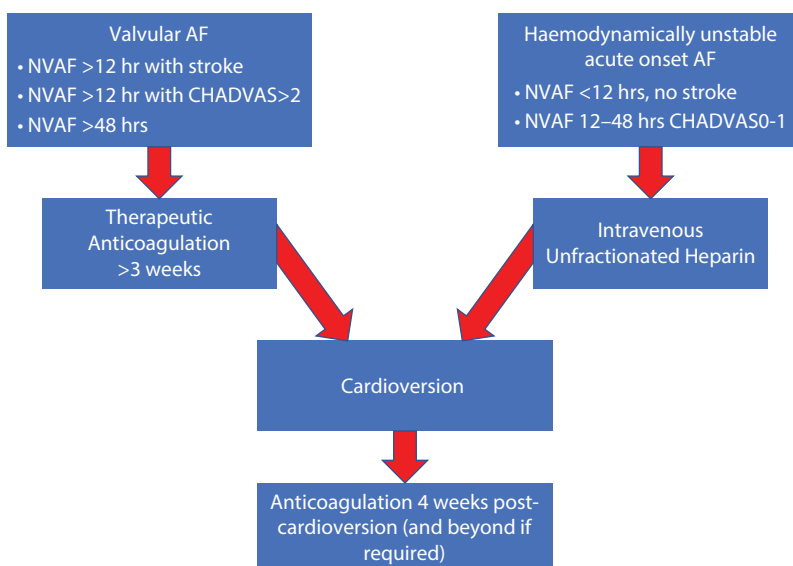 Valvular AF
• NVAF >12 hr with stroke
• NVAF >12 hr with CHADVAS>2
• NVAF >48 hrs
Haemodynamically unstable
acute onset AF
• NVAF <12 hrs, no stroke
• NVAF 12–48 hrs CHADVAS0-1
Therapeutic
Anticoagulation
>3 weeks
Intravenous
Unfractionated Heparin
Cardioversion
Anticoagulation 4 weeks post-
cardioversion (and beyond if
required)